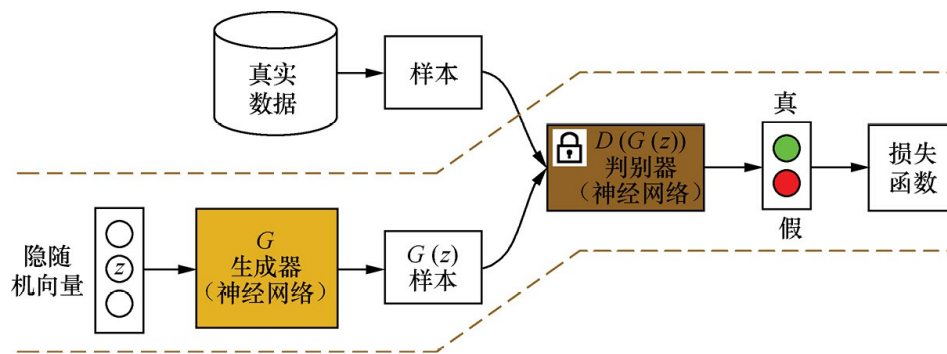 真实
数据
样本
真
D(G(z))
判别器
(神经网络)
损失
函数
假
隐随
机向量
z
G
生成器
(神经网络)
G(z)
样本